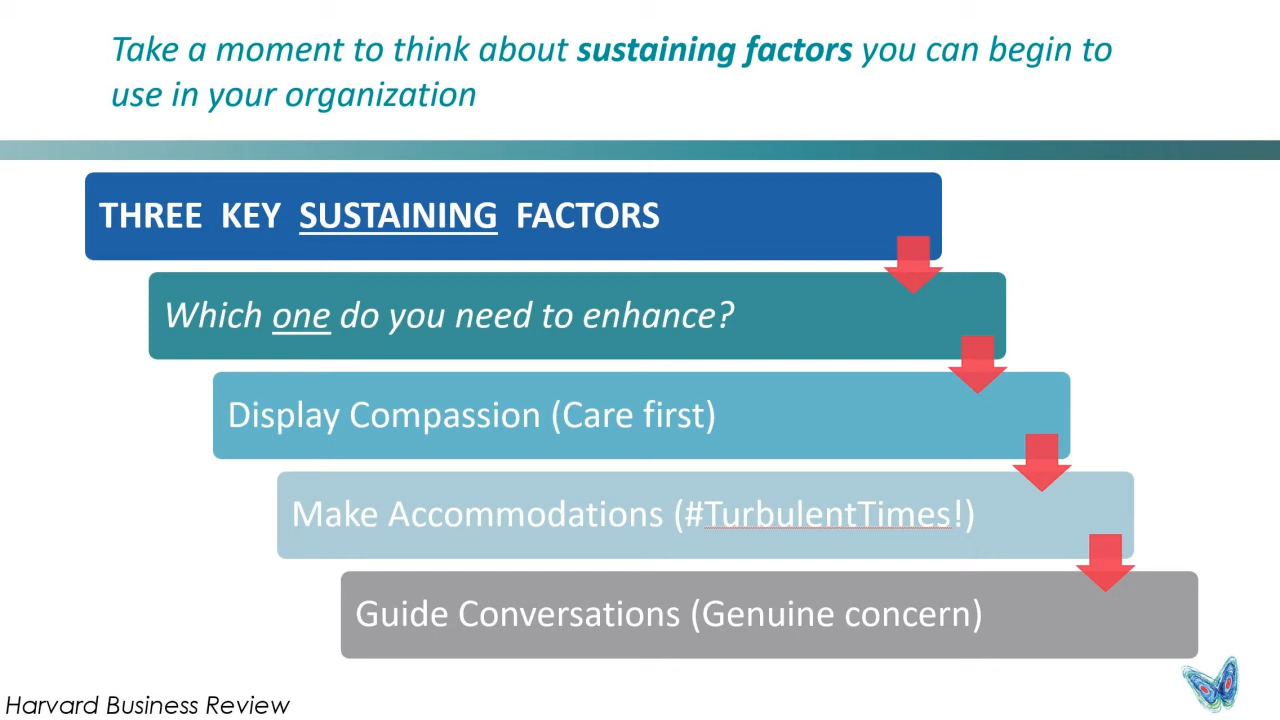 Take a moment to think about sustaining factors you can begin to
use in your organization
THREE KEY SUSTAINING FACTORS
Which one do you need to enhance?
Display Compassion (Care first)
Make Accommodations (#TurbulentTimes!)
Guide Conversations (Genuine concern)
Harvard Business Review